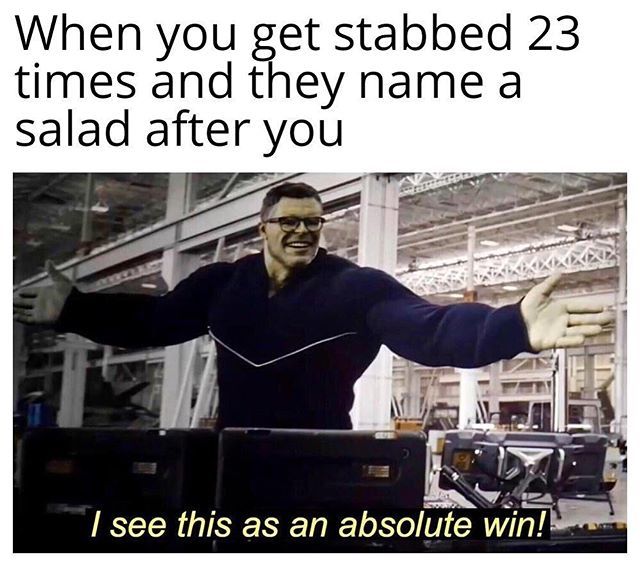 When you get stabbed 23
times and they name a
salad after you
I see this as an absolute win!